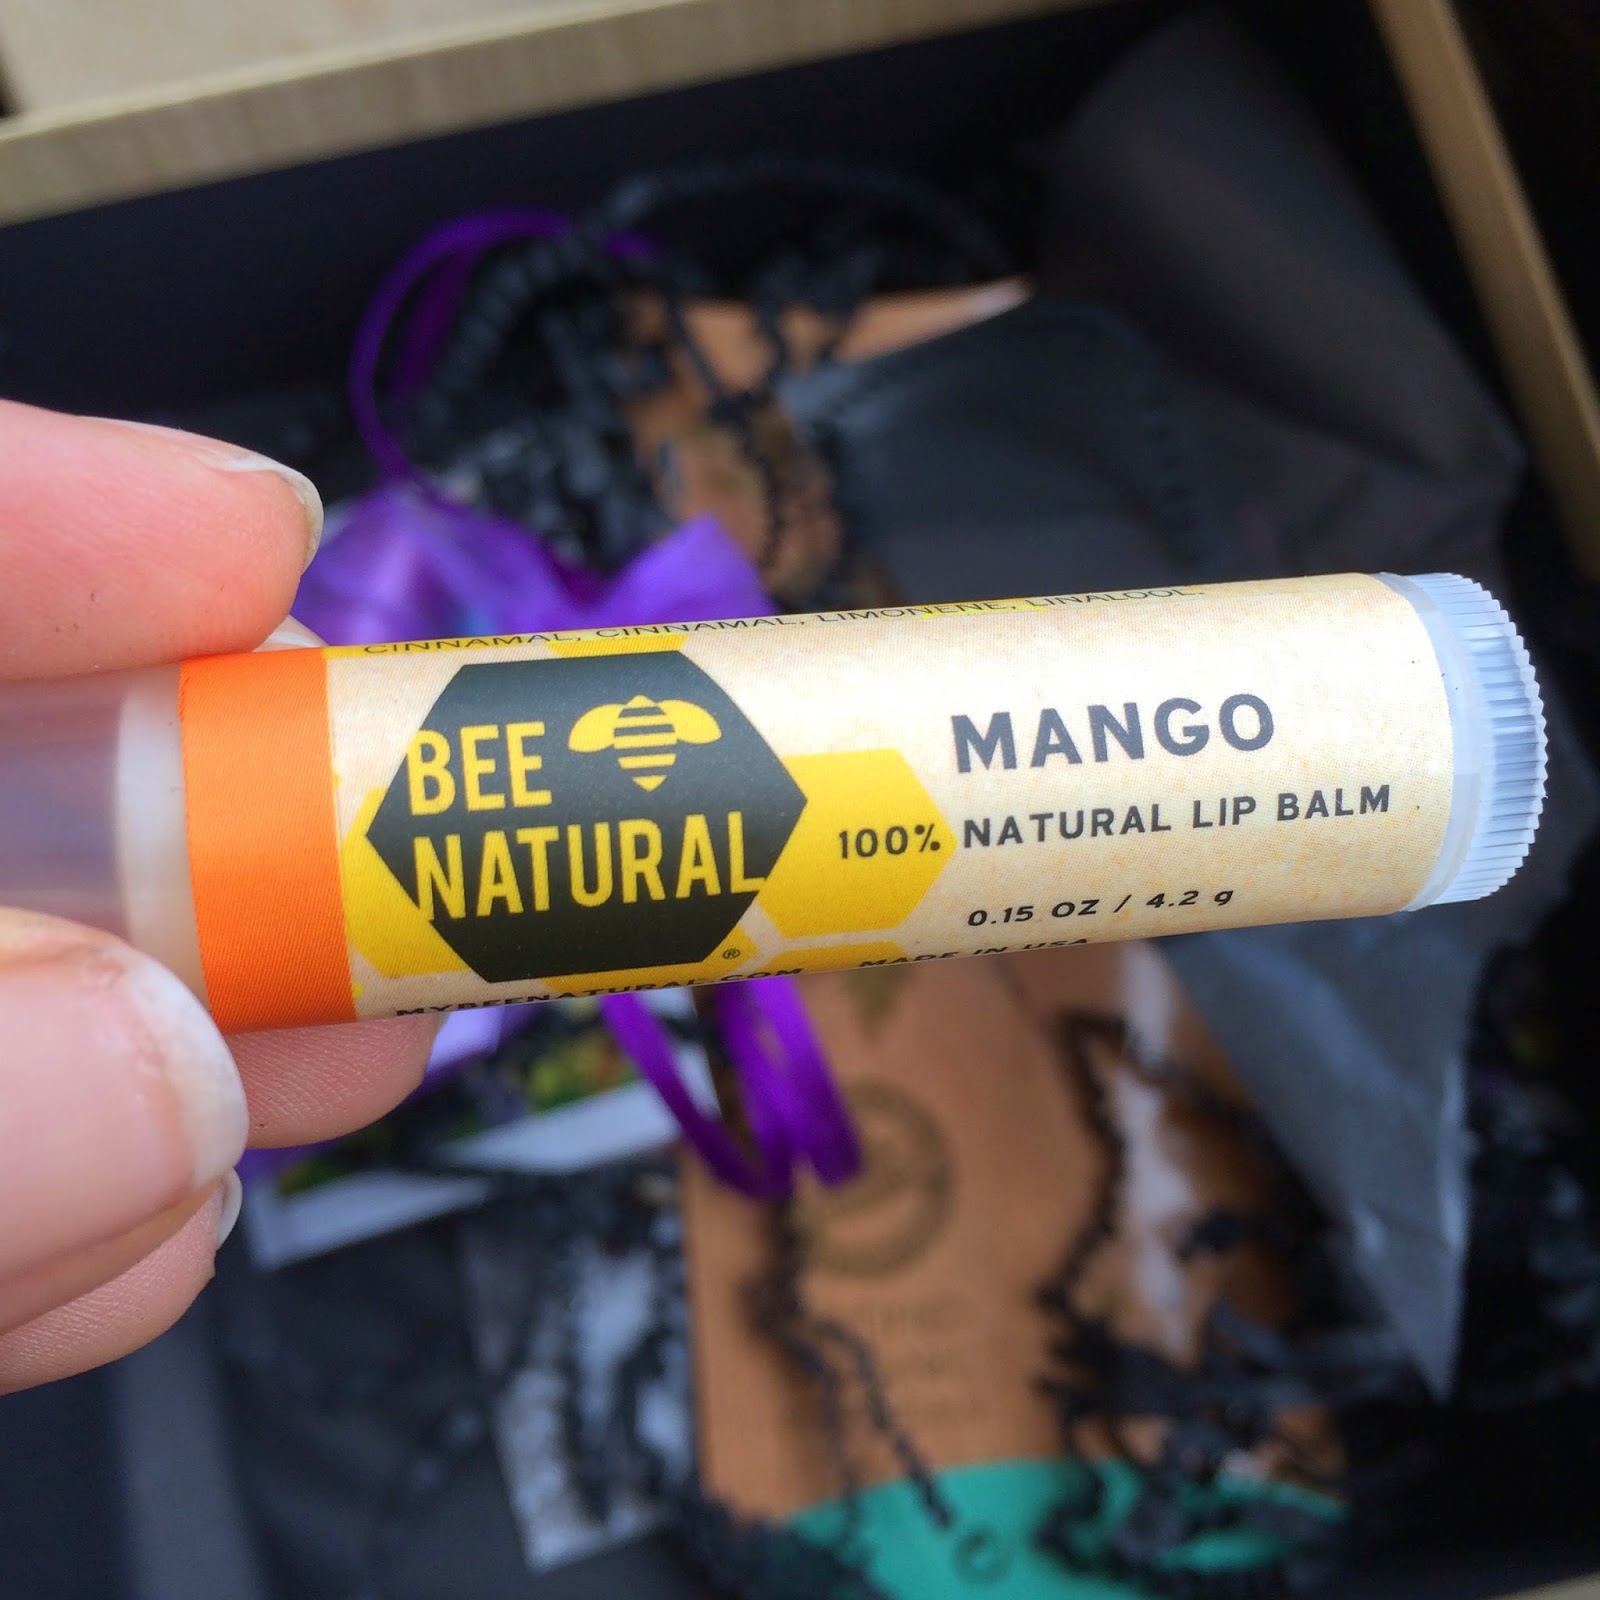 CINNAMAL, CINNAMAL, LIMONENE, LINALOOL.
BEE
NATURAL
®
MANGO
100% NATURAL LIP BALM
0.15 OZ / 4.2 g
MYBEENATURAL.COM MADE IN USA